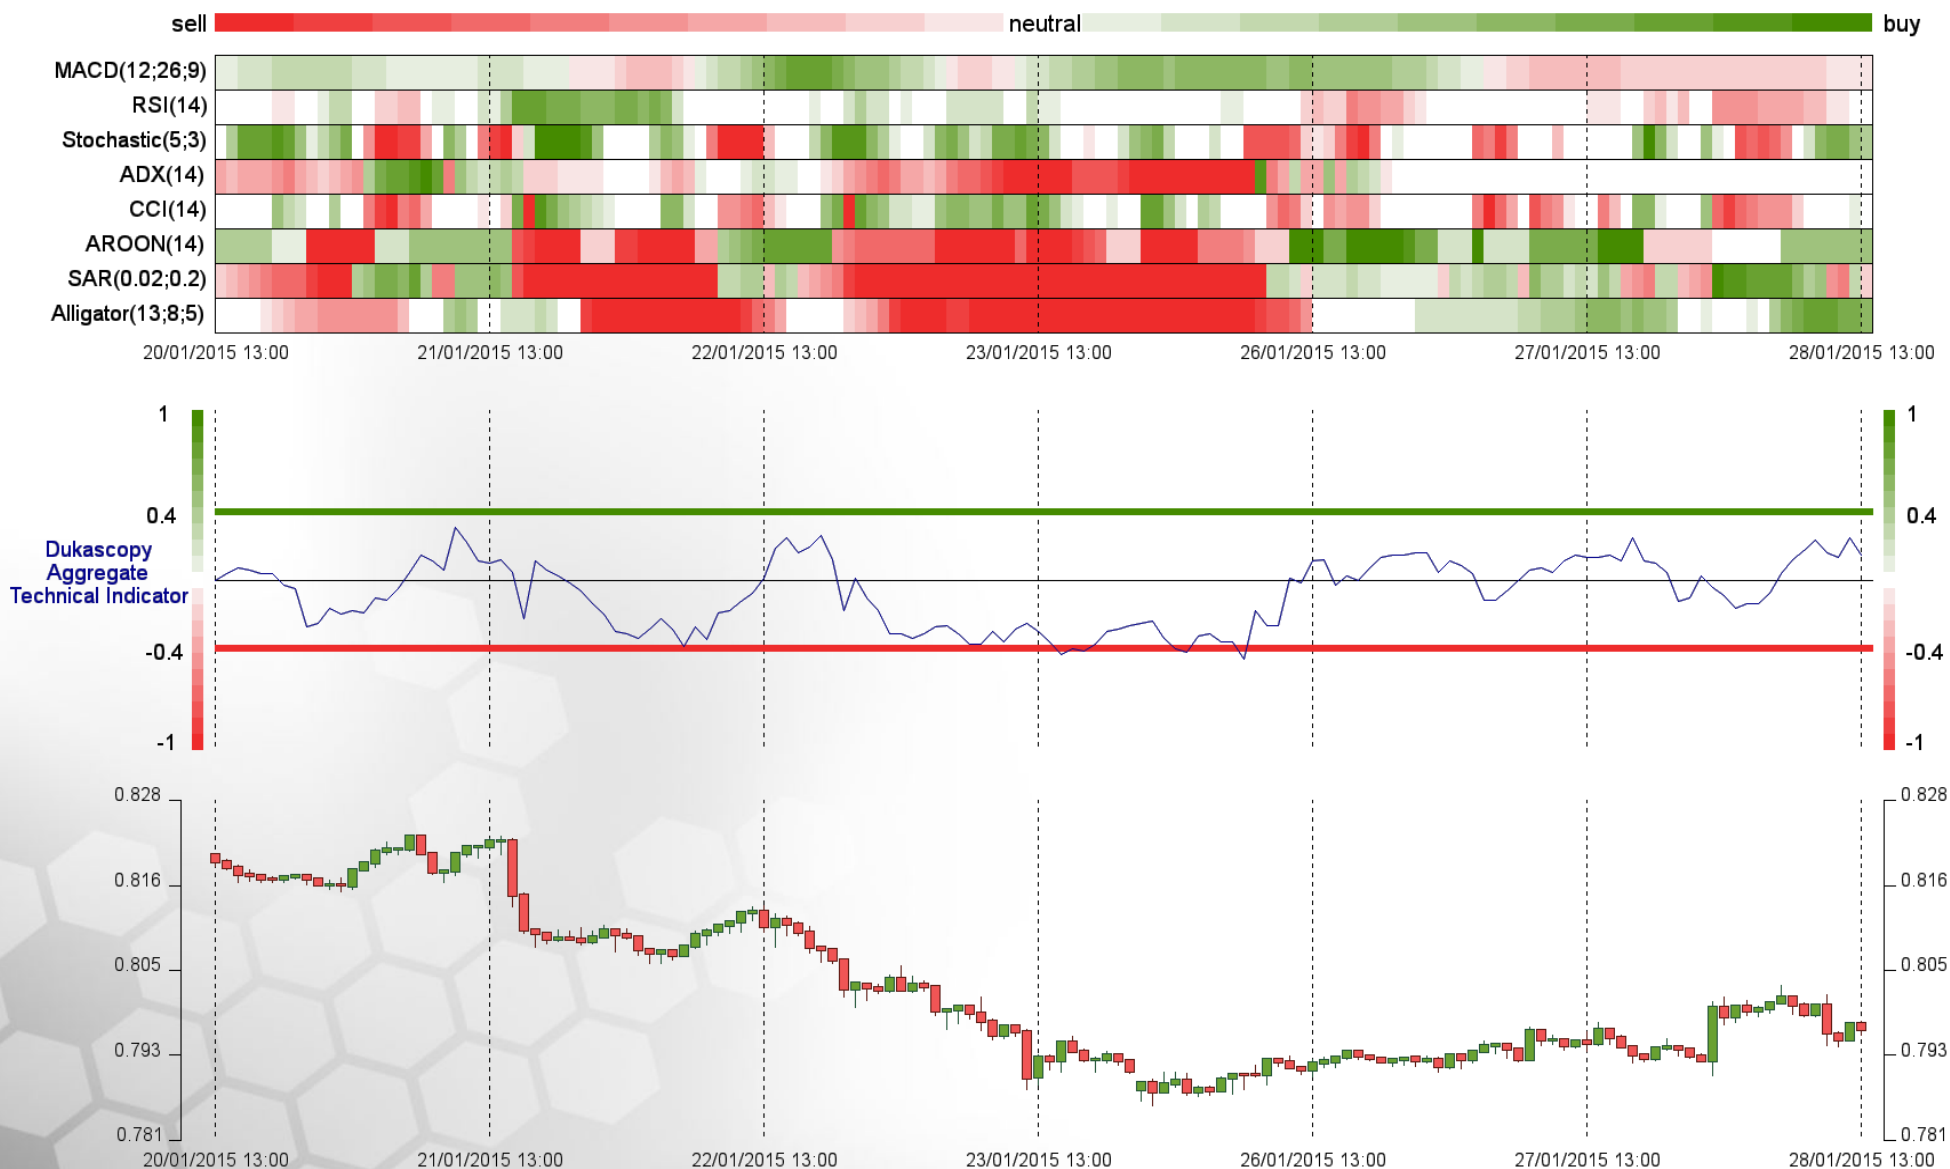 sell neutral buy
MACD(12;26;9)
RSI(14)
Stochastic(5;3)
ADX(14)
CCI(14)
AROON(14)
SAR(0.02;0.2)
Alligator(13;8;5)
20/01/2015 13:00 21/01/2015 13:00 22/01/2015 13:00 23/01/2015 13:00 26/01/2015 13:00 27/01/2015 13:00 28/01/2015 13:00
1 1
0.4 0.4
Dukascopy
Aggregate
Technical Indicator
-0.4 -0.4
-1 -1
0.828 0.828
0.816 0.816
0.805 0.805
0.793 0.793
0.781 0.781
20/01/2015 13:00 21/01/2015 13:00 22/01/2015 13:00 23/01/2015 13:00 26/01/2015 13:00 27/01/2015 13:00 28/01/2015 13:00